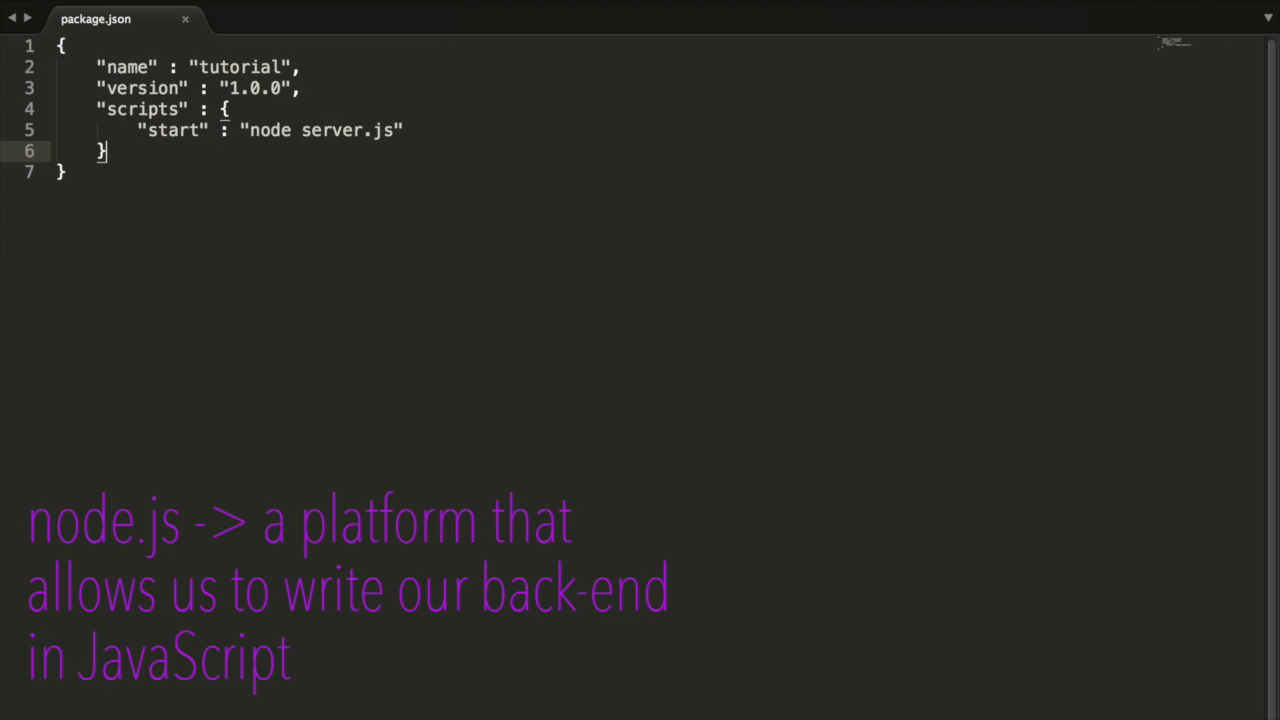 package.json
1 {
2 "name" : "tutorial",
3 "version" : "1.0.0",
4 "scripts" : {
5 "start" : "node server.js"
6 }
7 }
node.js -> a platform that
allows us to write our back-end
in JavaScript